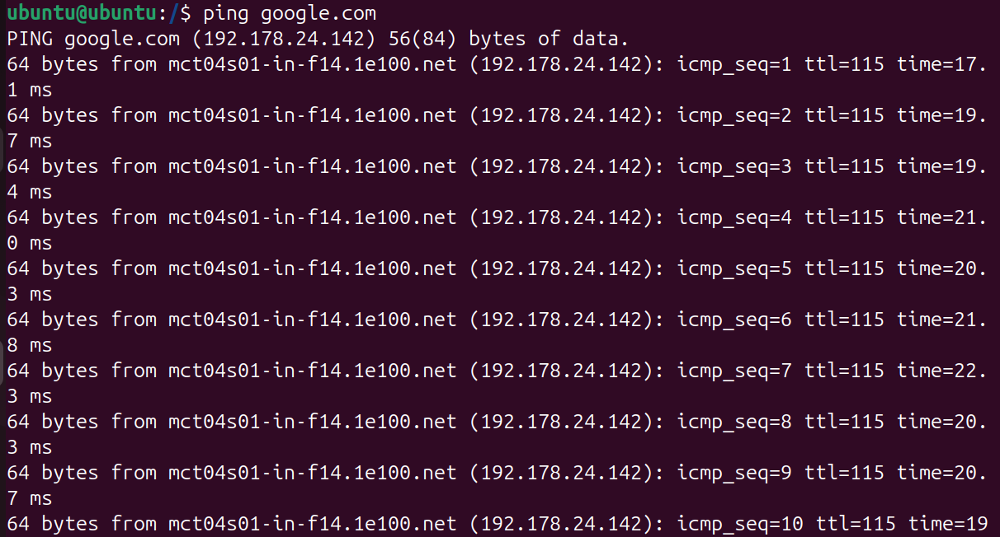 ubuntu@ubuntu:/$ ping google.com
PING google.com (192.178.24.142) 56(84) bytes of data.
64 bytes from mct04s01-in-f14.1e100.net (192.178.24.142): icmp_seq=1 ttl=115 time=17.
1 ms
64 bytes from mct04s01-in-f14.1e100.net (192.178.24.142): icmp_seq=2 ttl=115 time=19.
7 ms
64 bytes from mct04s01-in-f14.1e100.net (192.178.24.142): icmp_seq=3 ttl=115 time=19.
4 ms
64 bytes from mct04s01-in-f14.1e100.net (192.178.24.142): icmp_seq=4 ttl=115 time=21.
0 ms
64 bytes from mct04s01-in-f14.1e100.net (192.178.24.142): icmp_seq=5 ttl=115 time=20.
3 ms
64 bytes from mct04s01-in-f14.1e100.net (192.178.24.142): icmp_seq=6 ttl=115 time=21.
8 ms
64 bytes from mct04s01-in-f14.1e100.net (192.178.24.142): icmp_seq=7 ttl=115 time=22.
3 ms
64 bytes from mct04s01-in-f14.1e100.net (192.178.24.142): icmp_seq=8 ttl=115 time=20.
3 ms
64 bytes from mct04s01-in-f14.1e100.net (192.178.24.142): icmp_seq=9 ttl=115 time=20.
7 ms
64 bytes from mct04s01-in-f14.1e100.net (192.178.24.142): icmp_seq=10 ttl=115 time=19